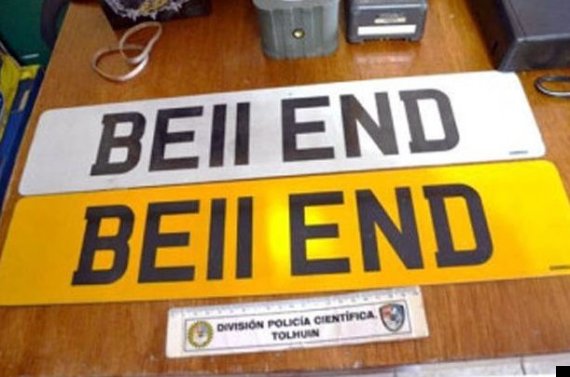 BE11 END
BE11 END
DIVISIÓN POLICÍA CIENTÍFICA.
TOLHUIN